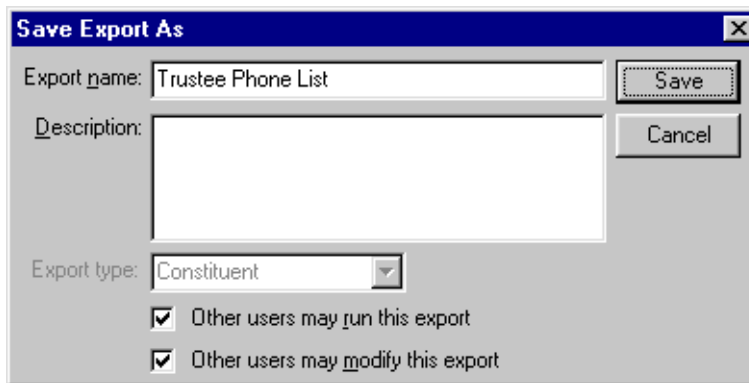 Save Export As
Export name: Trustee Phone List
Save
Description:
Cancel
Export type: Constituent
Other users may run this export
Other users may modify this export